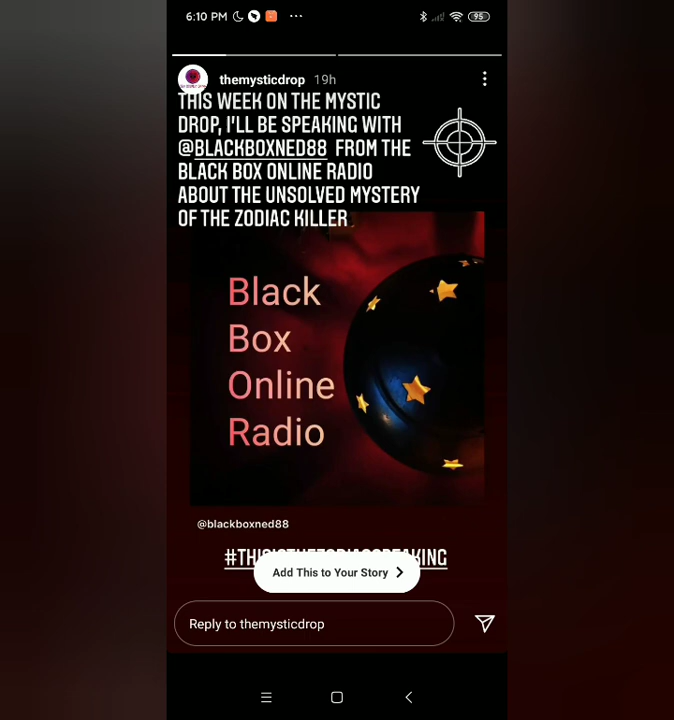 6:10 PM
95
themysticdrop 19h
THIS WEEK ON THE MYSTIC
DROP, I'LL BE SPEAKING WITH
@BLACKBOXNED88 FROM THE
BLACK BOX ONLINE RADIO
ABOUT THE UNSOLVED MYSTERY
OF THE ZODIAC KILLER
Black
Box
Online
Radio
@blackboxned88
Add This to Your Story
Reply to themysticdrop